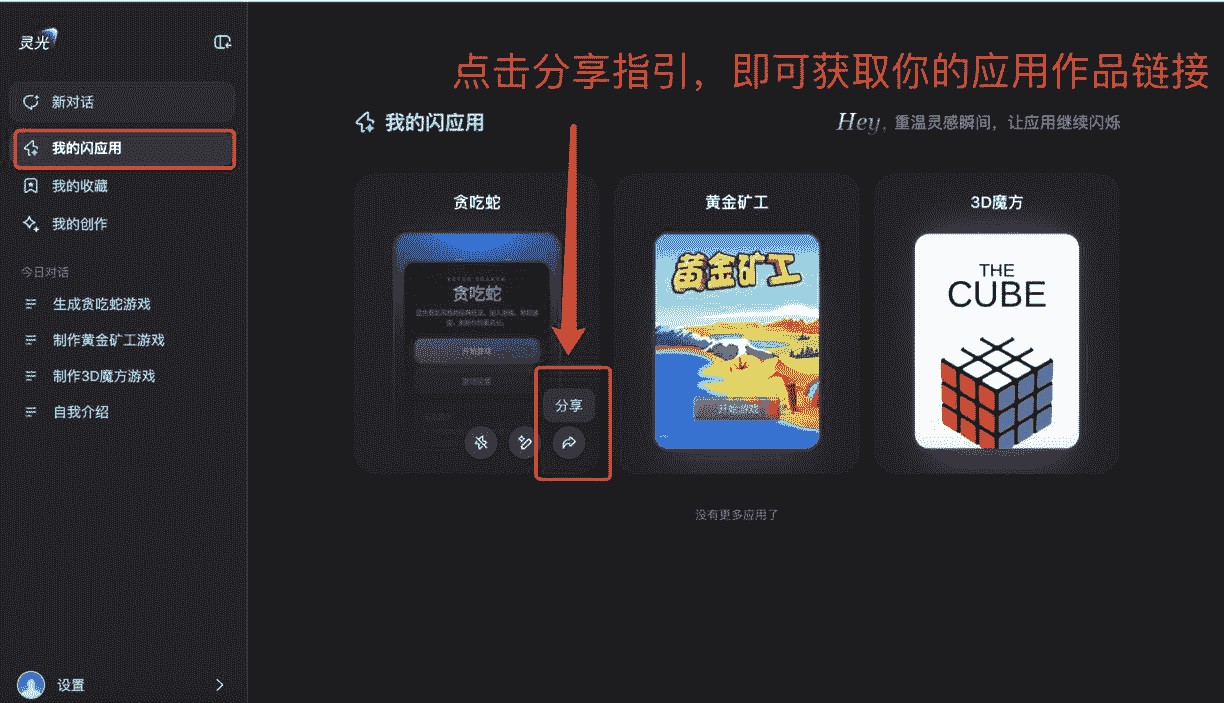 灵光
点击分享指引，即可获取你的应用作品链接
新对话
我的闪应用
我的收藏
我的创作
今日对话
生成贪吃蛇游戏
制作黄金矿工游戏
制作3D魔方游戏
自我介绍
设置
我的闪应用
Hey, 重温灵感瞬间，让应用继续闪烁
贪吃蛇
贪吃蛇
开始游戏
分享
黄金矿工
黄金矿工
开始游戏
3D魔方
THE
CUBE
没有更多应用了